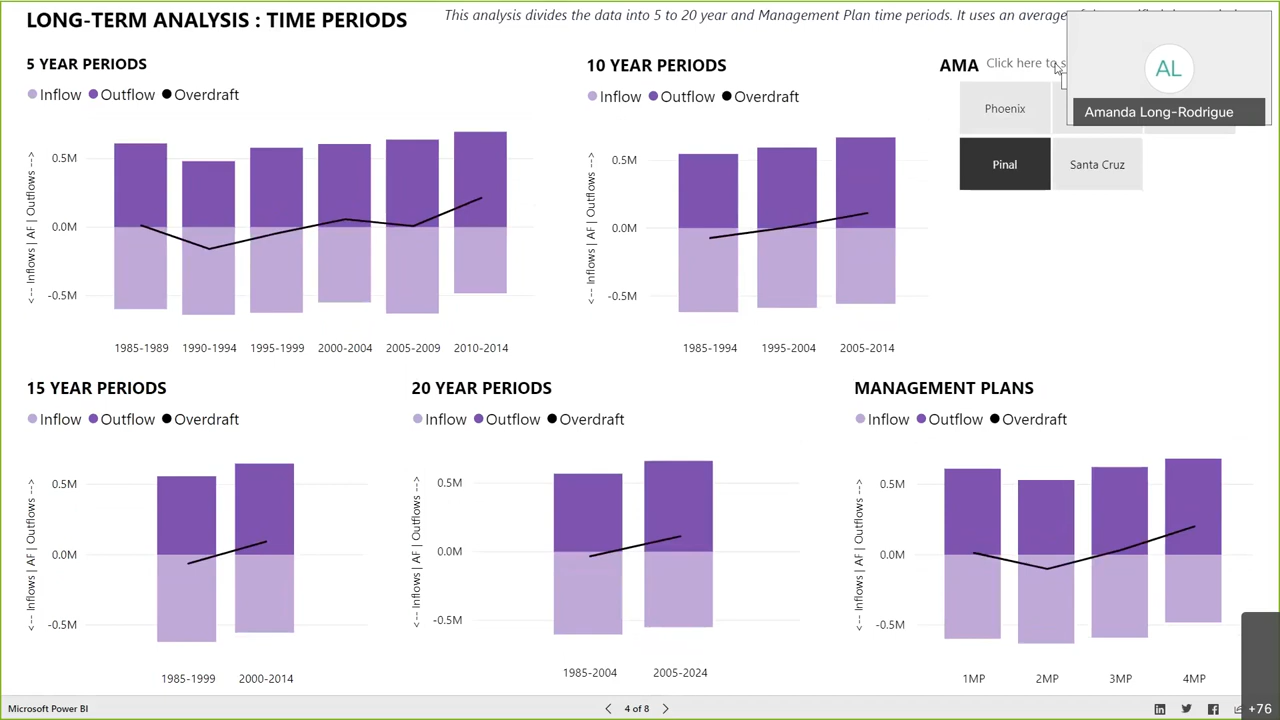 LONG-TERM ANALYSIS : TIME PERIODS
This analysis divides the data into 5 to 20 year and Management Plan time periods. It uses an average
5 YEAR PERIODS
Inflow Outflow Overdraft
<-- Inflows | AF | Outflows -->
0.5M
0.0M
-0.5M
1985-1989 1990-1994 1995-1999 2000-2004 2005-2009 2010-2014
10 YEAR PERIODS
Inflow Outflow Overdraft
<-- Inflows | AF | Outflows -->
0.5M
0.0M
-0.5M
1985-1994 1995-2004 2005-2014
AMA Click here to
Phoenix
Pinal Santa Cruz
AL
Amanda Long-Rodrigue
15 YEAR PERIODS
Inflow Outflow Overdraft
<-- Inflows | AF | Outflows -->
0.5M
0.0M
-0.5M
1985-1999 2000-2014
20 YEAR PERIODS
Inflow Outflow Overdraft
<-- Inflows | AF | Outflows -->
0.5M
0.0M
-0.5M
1985-2004 2005-2024
MANAGEMENT PLANS
Inflow Outflow Overdraft
<-- Inflows | AF | Outflows -->
0.5M
0.0M
-0.5M
1MP 2MP 3MP 4MP
Microsoft Power BI
< 4 of 8 >
+76